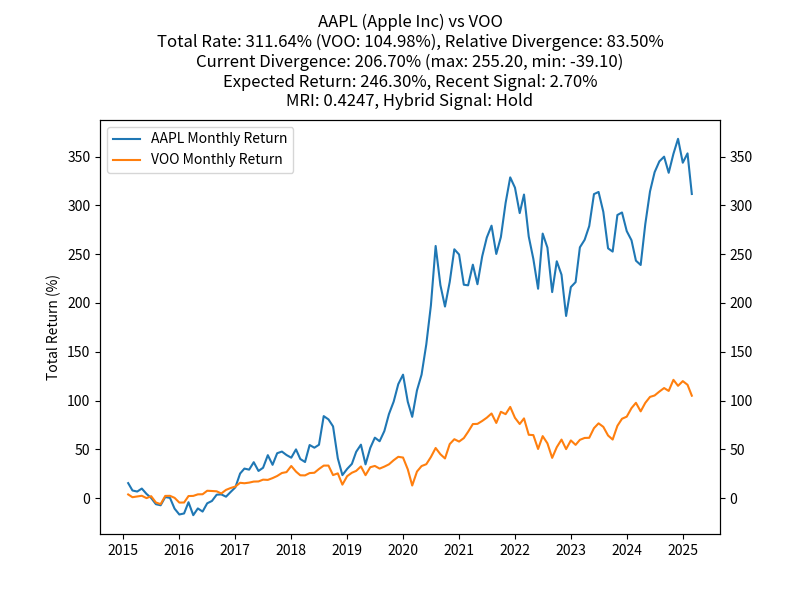 AAPL (Apple Inc) vs VOO
Total Rate: 311.64% (VOO: 104.98%), Relative Divergence: 83.50%
Current Divergence: 206.70% (max: 255.20, min: -39.10)
Expected Return: 246.30%, Recent Signal: 2.70%
MRI: 0.4247, Hybrid Signal: Hold
AAPL Monthly Return
VOO Monthly Return
Total Return (%)
350 350
300 300
250 250
200 200
150 150
100 100
50 50
0 0
2015 2016 2017 2018 2019 2020 2021 2022 2023 2024 2025